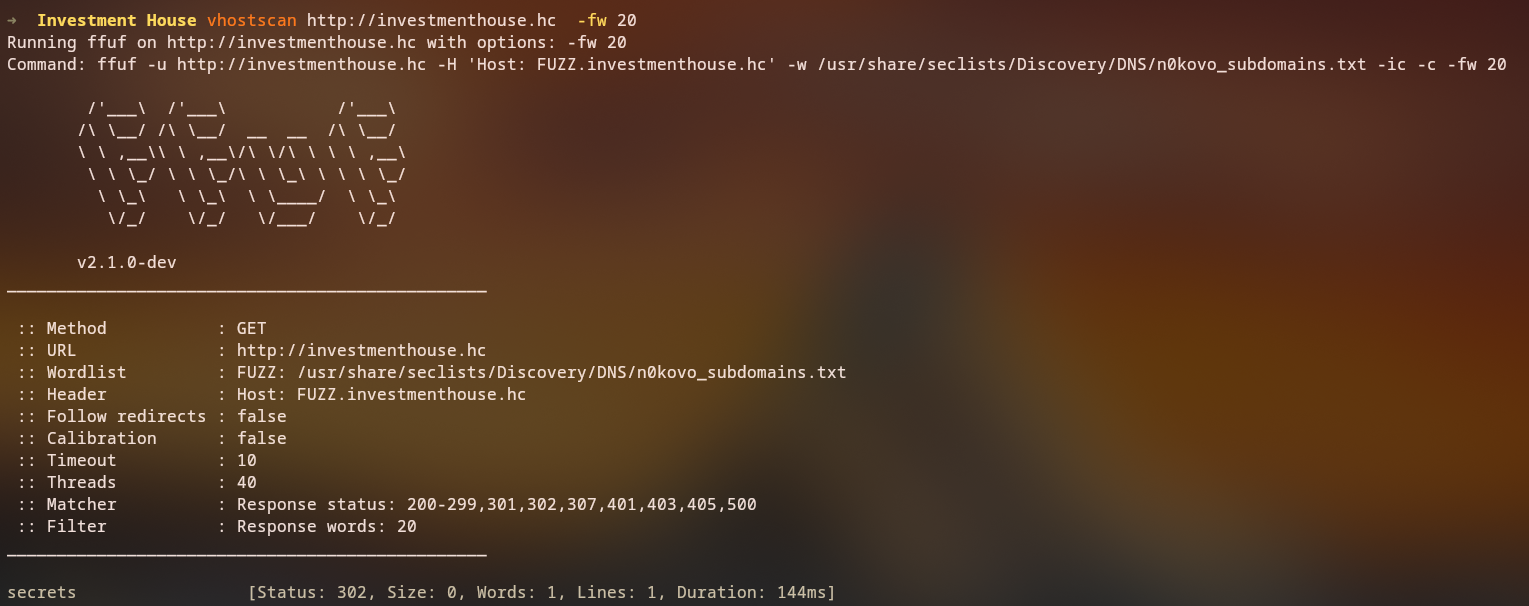 ➜  Investment House vhostscan http://investmenthouse.hc  -fw 20
Running ffuf on http://investmenthouse.hc with options: -fw 20
Command: ffuf -u http://investmenthouse.hc -H 'Host: FUZZ.investmenthouse.hc' -w /usr/share/seclists/Discovery/DNS/n0kovo_subdomains.txt -ic -c -fw 20

        /'___\  /'___\           /'___\
       /\ \__/ /\ \__/  __  __  /\ \__/
       \ \ ,__\\ \ ,__\/\ \/\ \ \ \ ,__\
        \ \ \_/ \ \ \_/\ \ \_\ \ \ \ \_/
         \ \_\   \ \_\  \ \____/  \ \_\
          \/_/    \/_/   \/___/    \/_/

       v2.1.0-dev
________________________________________________

 :: Method           : GET
 :: URL              : http://investmenthouse.hc
 :: Wordlist         : FUZZ: /usr/share/seclists/Discovery/DNS/n0kovo_subdomains.txt
 :: Header           : Host: FUZZ.investmenthouse.hc
 :: Follow redirects : false
 :: Calibration      : false
 :: Timeout          : 10
 :: Threads          : 40
 :: Matcher          : Response status: 200-299,301,302,307,401,403,405,500
 :: Filter           : Response words: 20
________________________________________________

secrets                 [Status: 302, Size: 0, Words: 1, Lines: 1, Duration: 144ms]